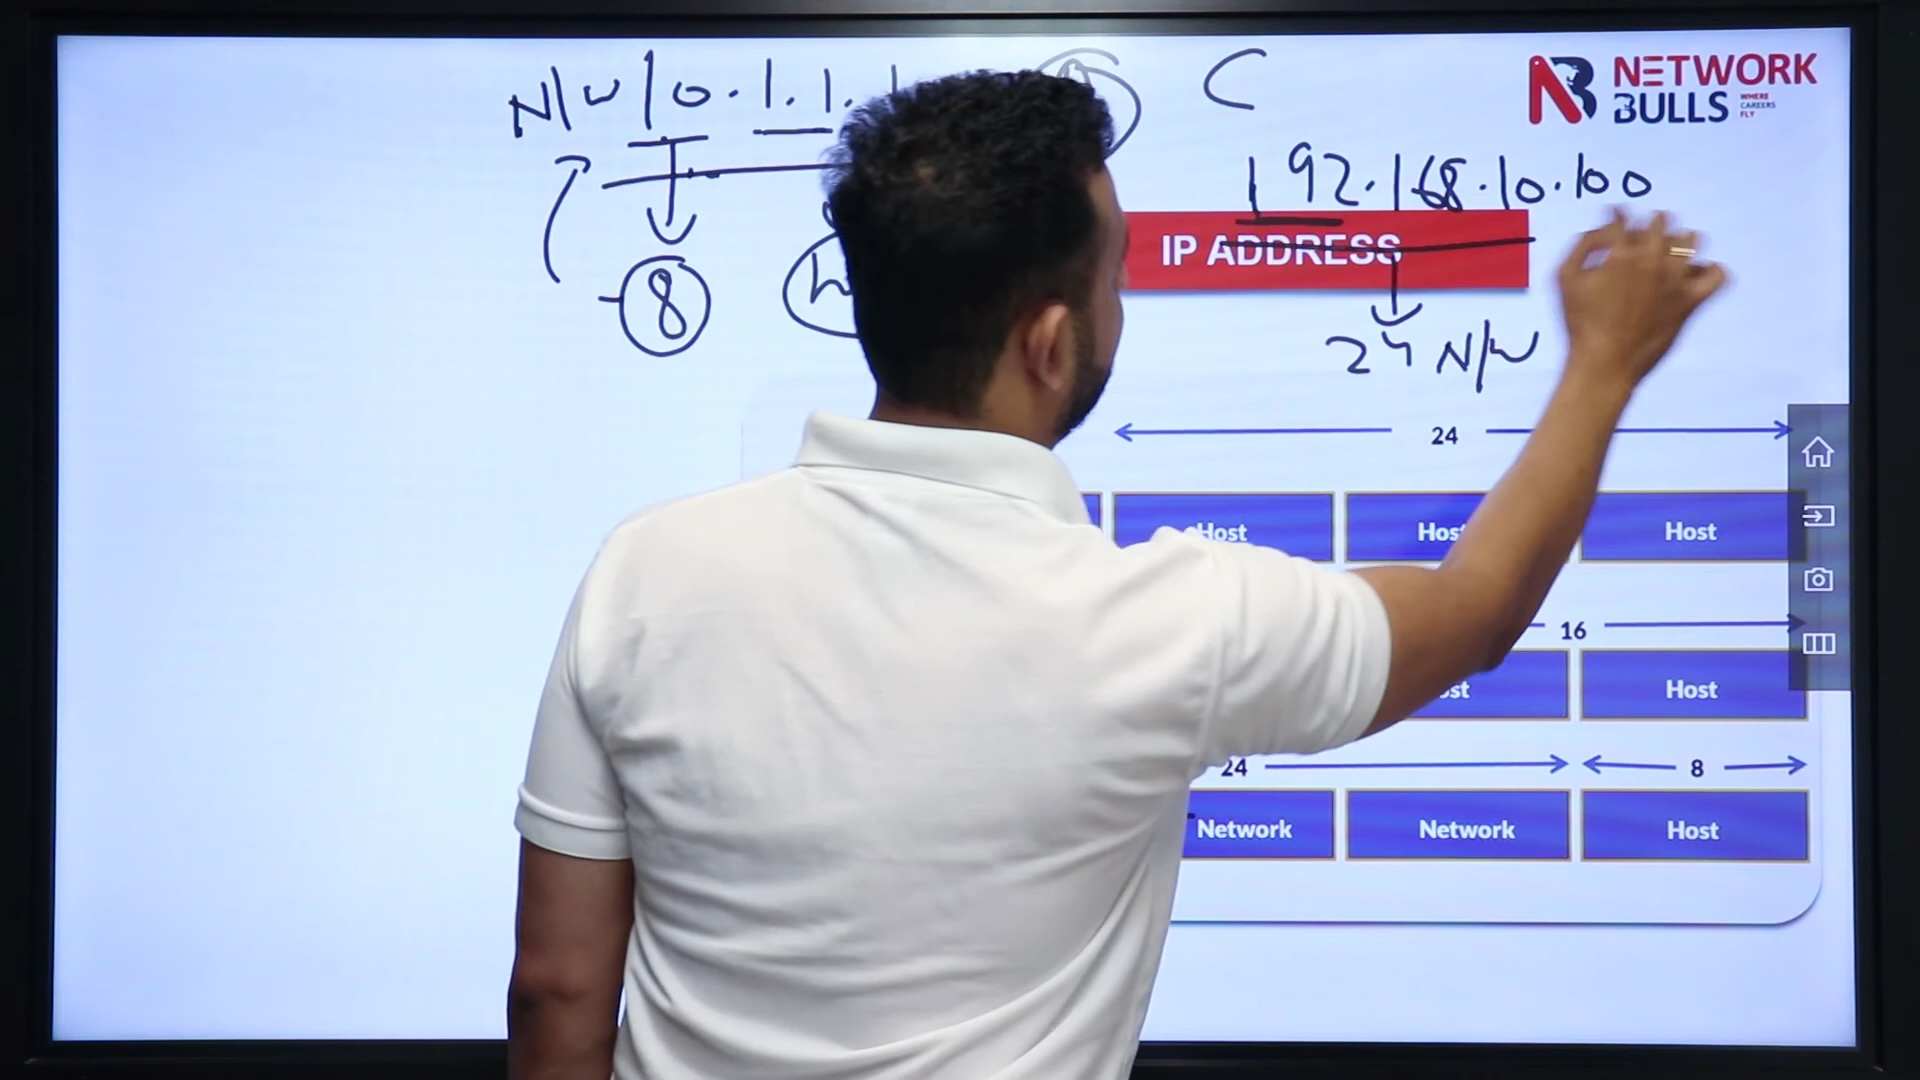 N/W 10.1.1.
C
NETWORK
BULLS
WHERE
CAREERS
FLY
192.168.10.100
IP ADDRESS
8
24 N/W
24
Host
Host
16
Host
24
8
Network
Network
Host